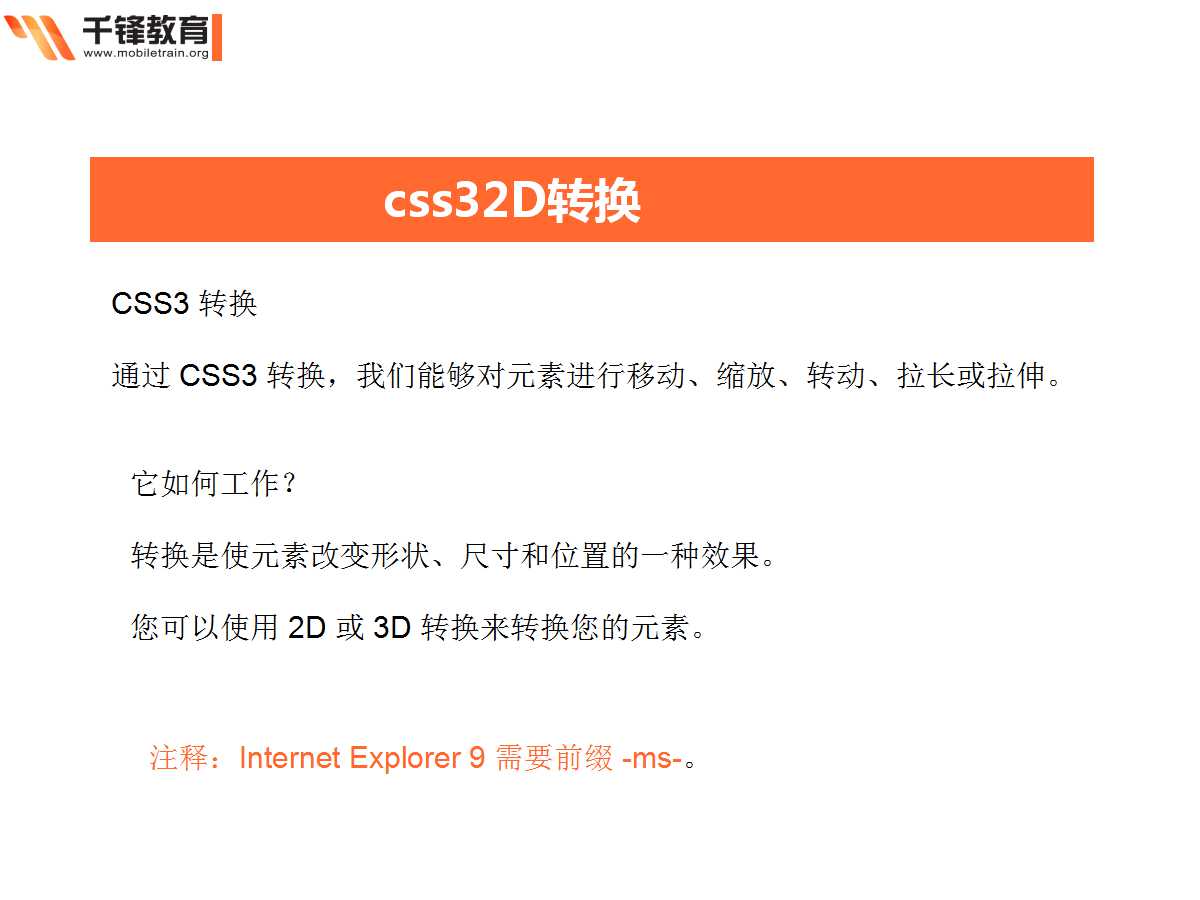 千锋教育
www.mobiletrain.org
css32D转换
CSS3 转换
通过 CSS3 转换，我们能够对元素进行移动、缩放、转动、拉长或拉伸。
它如何工作？
转换是使元素改变形状、尺寸和位置的一种效果。
您可以使用 2D 或 3D 转换来转换您的元素。
注释：Internet Explorer 9 需要前缀 -ms-。